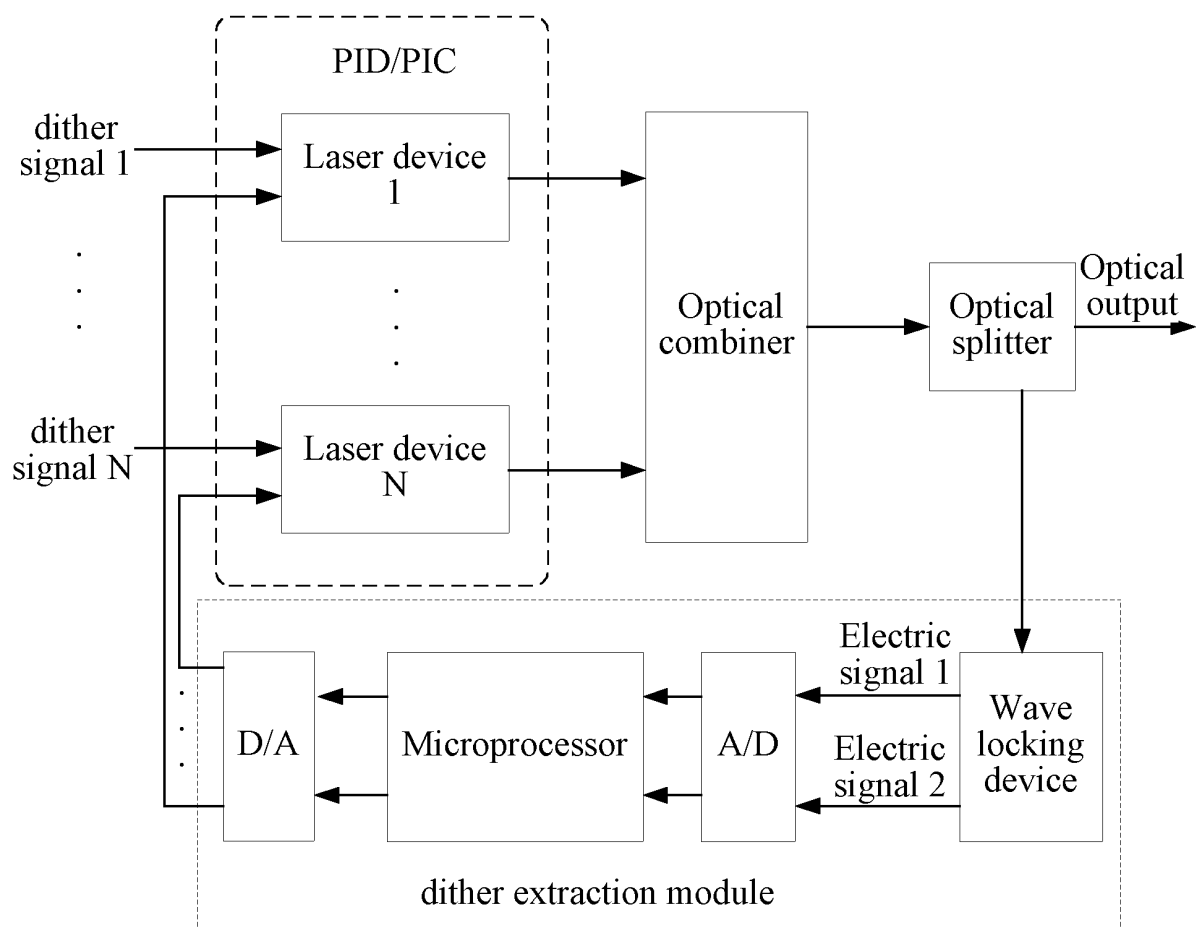 PID/PIC
dither
signal 1
Laser device
1
Optical
combiner
Optical
splitter
Optical
output
dither
signal N
Laser device
N
D/A
Microprocessor
A/D
Electric
signal 1
Electric
signal 2
Wave
locking
device
dither extraction module